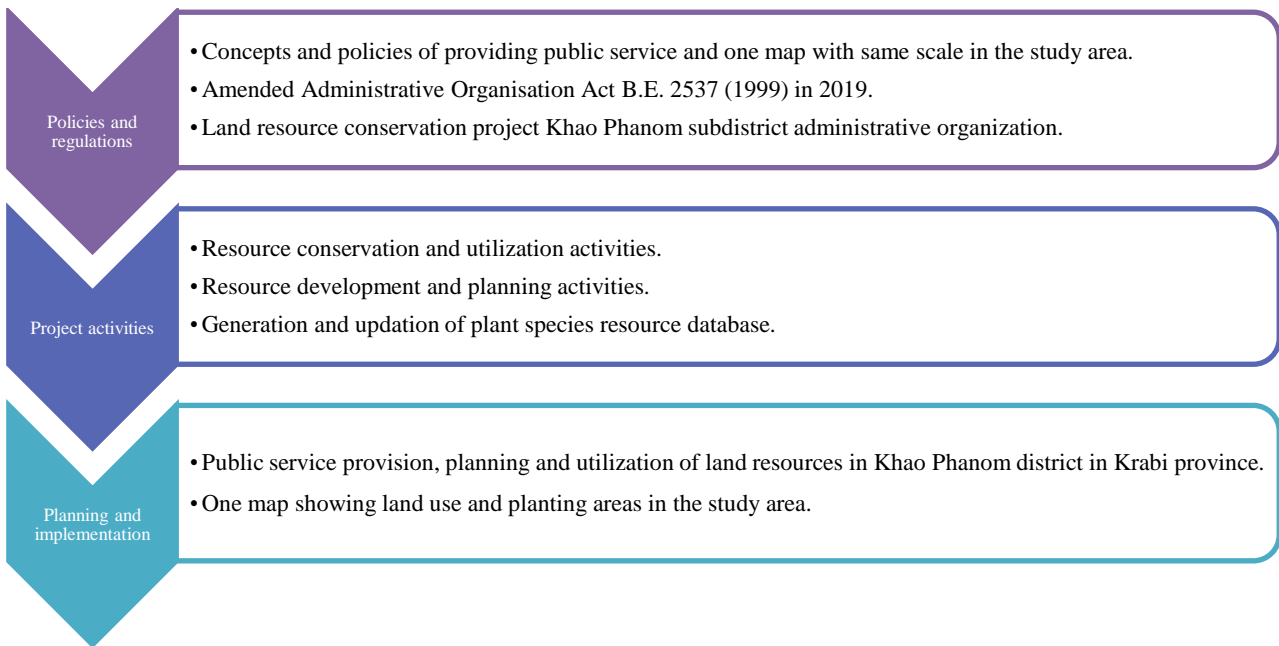 Policies and
regulations
• Concepts and policies of providing public service and one map with same scale in the study area.
• Amended Administrative Organisation Act B.E. 2537 (1999) in 2019.
• Land resource conservation project Khao Phanom subdistrict administrative organization.
Project activities
• Resource conservation and utilization activities.
• Resource development and planning activities.
• Generation and updation of plant species resource database.
Planning and
implementation
• Public service provision, planning and utilization of land resources in Khao Phanom district in Krabi province.
• One map showing land use and planting areas in the study area.